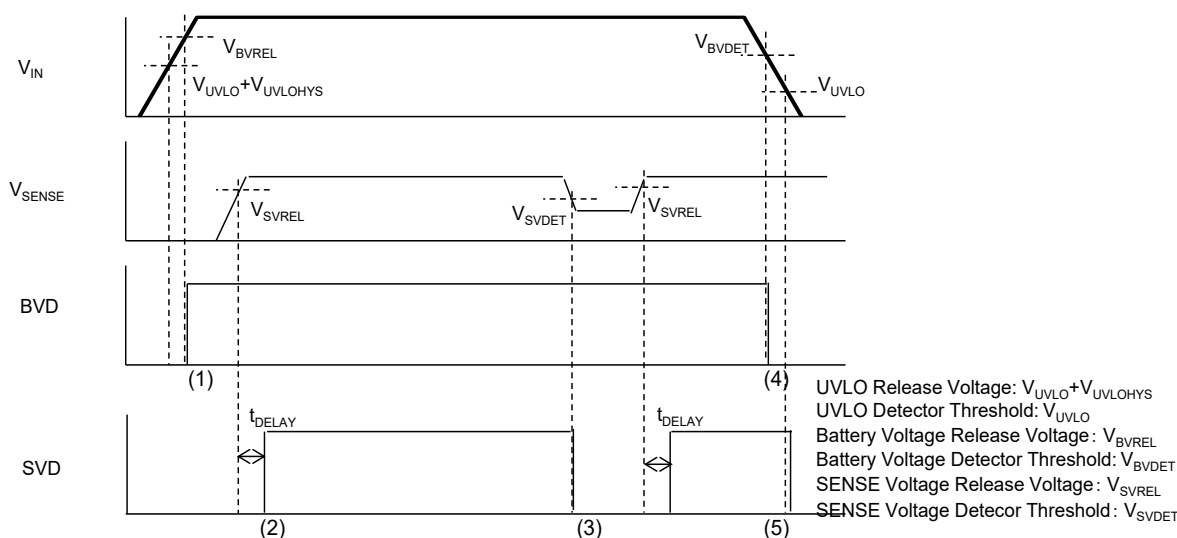 V_BVREL
V_BVDET
V_IN
V_UVLO+V_UVLOHYS
V_UVLO
V_SENSE
V_SVREL
V_SVDET
V_SVREL
BVD
(1)
(4)
UVLO Release Voltage: V_UVLO+V_UVLOHYS
UVLO Detector Threshold: V_UVLO
Battery Voltage Release Voltage: V_BVREL
Battery Voltage Detector Threshold: V_BVDET
SENSE Voltage Release Voltage: V_SVREL
SENSE Voltage Detecor Threshold: V_SVDET
t_DELAY
t_DELAY
SVD
(2)
(3)
(5)